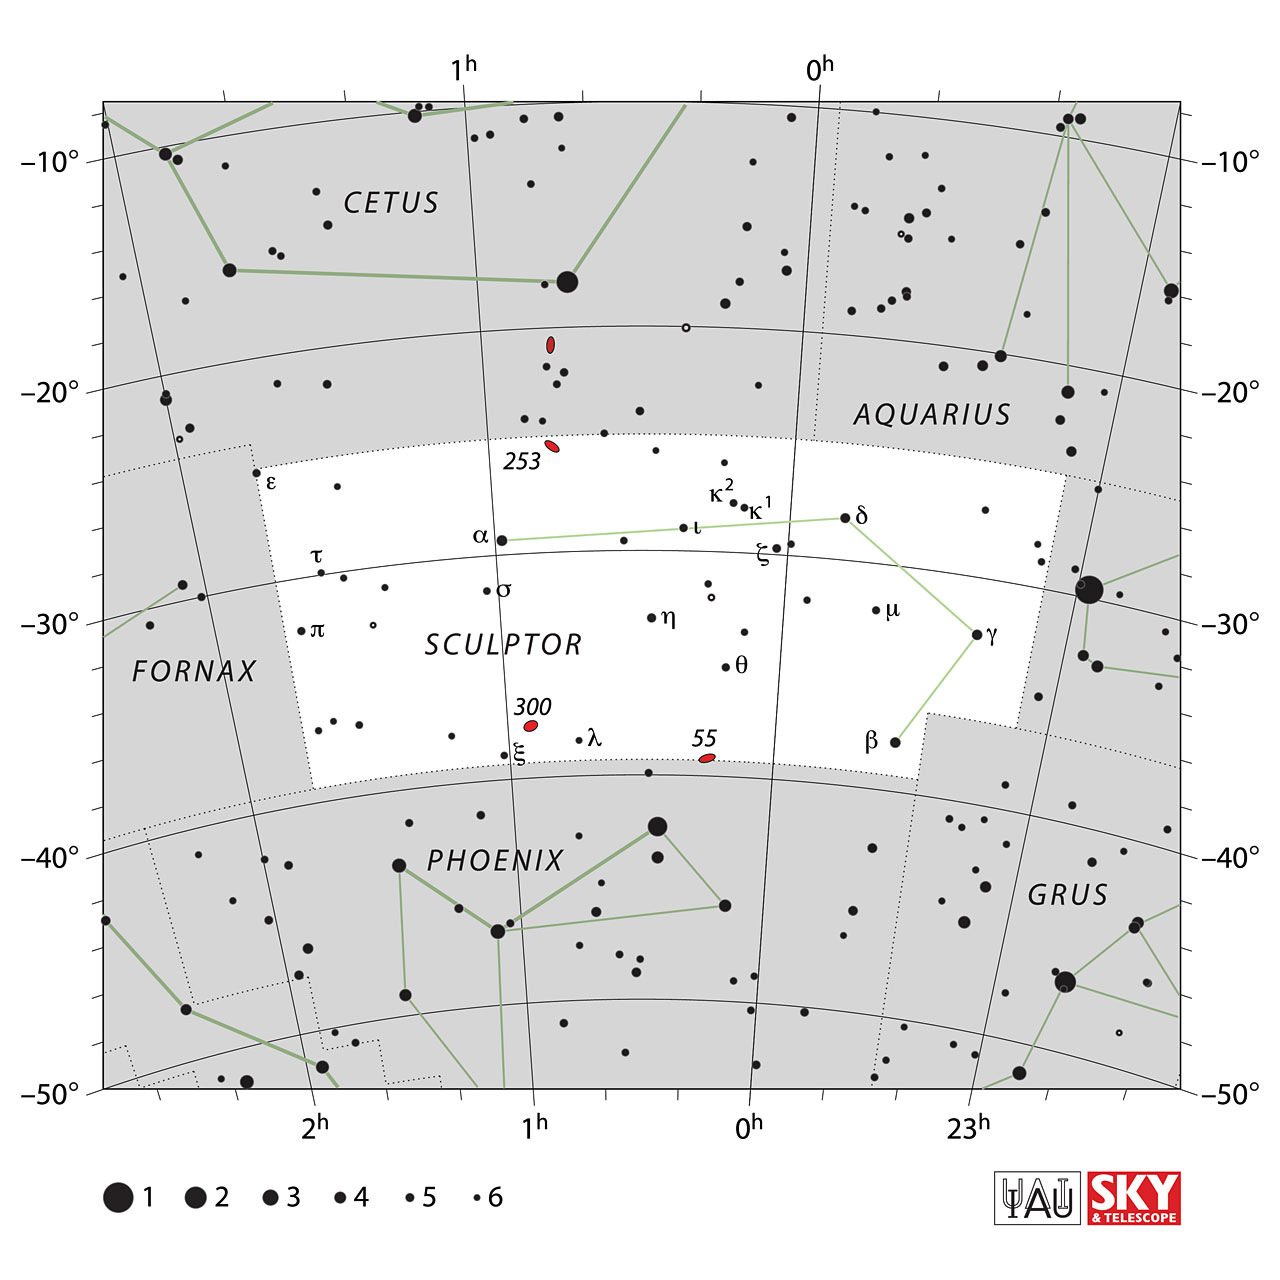 1ʰ 0ʰ
–10° –10°
CETUS
–20° –20°
AQUARIUS
253
ε
κ² κ¹
α ι δ
ζ
τ
σ
–30° η μ –30°
π γ
SCULPTOR
FORNAX θ
300
λ 55 β
ξ
–40° PHOENIX –40°
GRUS
–50° –50°
2ʰ 1ʰ 0ʰ 23ʰ
1 2 3 4 5 6
IAU SKY
& TELESCOPE